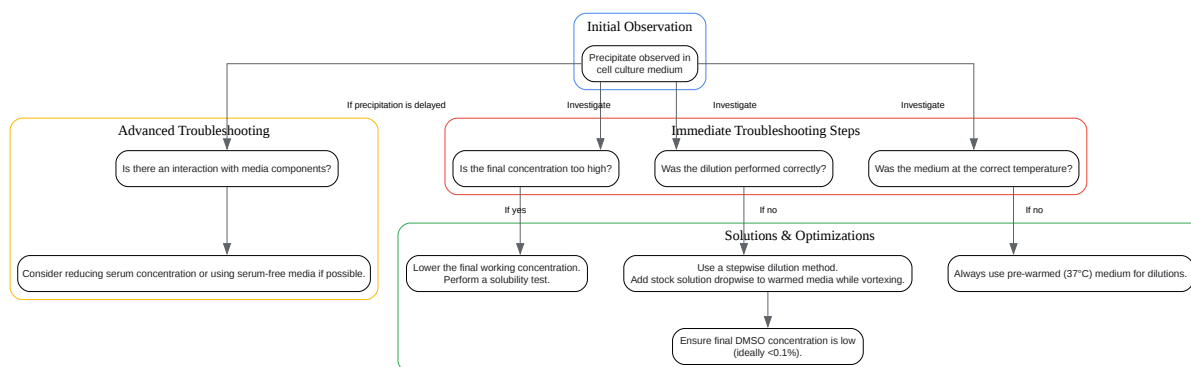 Initial Observation
Precipitate observed in
cell culture medium
If precipitation is delayed
Investigate
Investigate
Investigate
Advanced Troubleshooting
Immediate Troubleshooting Steps
Is there an interaction with media components?
Is the final concentration too high?
Was the dilution performed correctly?
Was the medium at the correct temperature?
If yes
If no
If no
Solutions & Optimizations
Consider reducing serum concentration or using serum-free media if possible.
Lower the final working concentration.
Perform a solubility test.
Use a stepwise dilution method.
Add stock solution dropwise to warmed media while vortexing.
Always use pre-warmed (37°C) medium for dilutions.
Ensure final DMSO concentration is low
(ideally <0.1%).